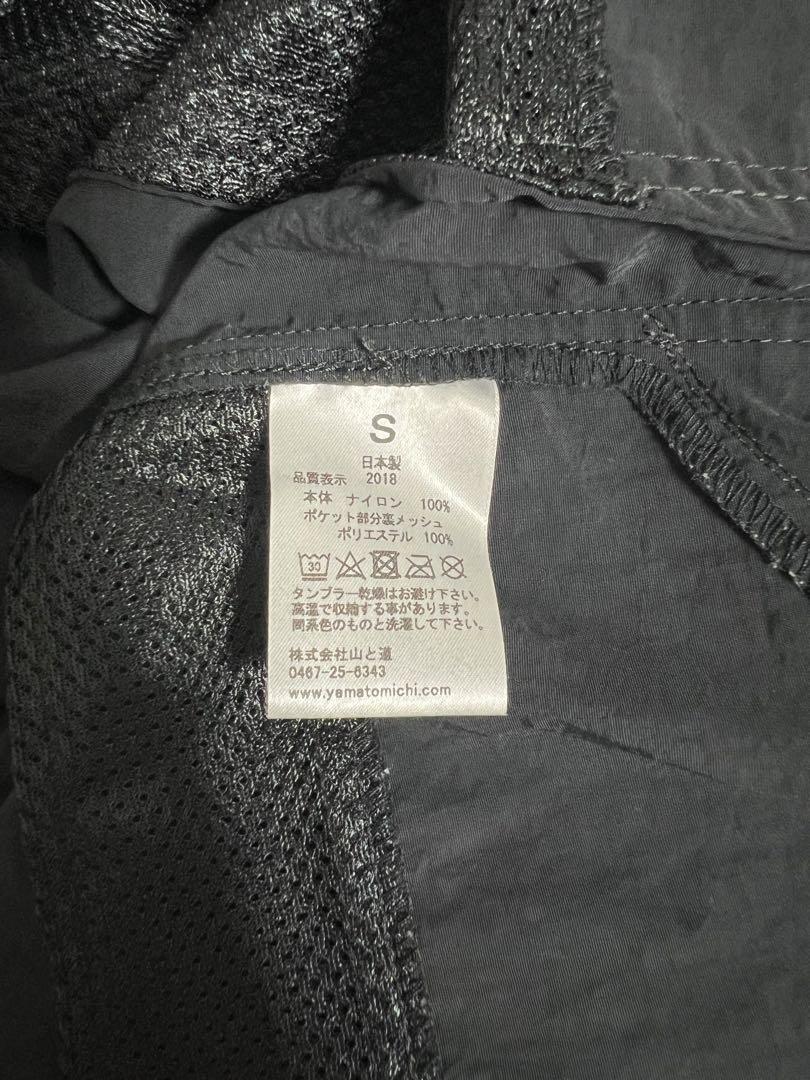 S
日本製
品質表示 2018
本体 ナイロン 100%
ポケット部分裏メッシュ
ポリエステル 100%
30
タンブラー乾燥はお避け下さい。
高温で収縮する事があります。
同系色のものと洗濯して下さい。
株式会社山と道
0467-25-6343
www.yamatomichi.com